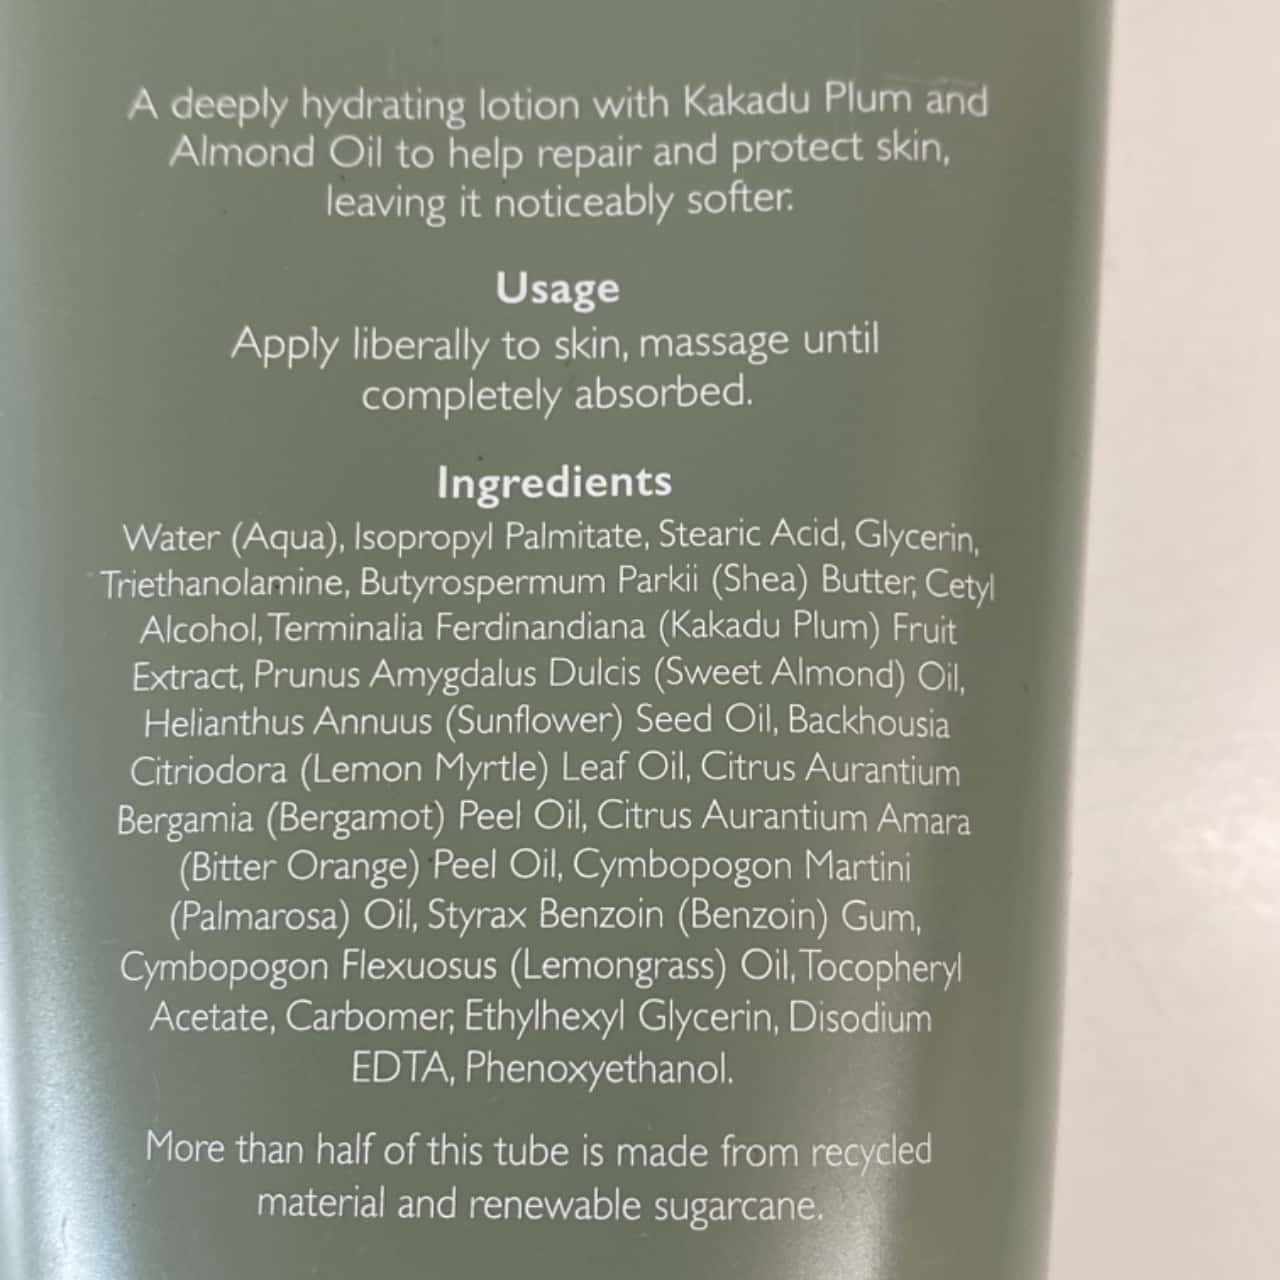 A deeply hydrating lotion with Kakadu Plum and
Almond Oil to help repair and protect skin,
leaving it noticeably softer.
Usage
Apply liberally to skin, massage until
completely absorbed.
Ingredients
Water (Aqua), Isopropyl Palmitate, Stearic Acid, Glycerin,
Triethanolamine, Butyrospermum Parkii (Shea) Butter, Cetyl
Alcohol, Terminalia Ferdinandiana (Kakadu Plum) Fruit
Extract, Prunus Amygdalus Dulcis (Sweet Almond) Oil,
Helianthus Annuus (Sunflower) Seed Oil, Backhousia
Citriodora (Lemon Myrtle) Leaf Oil, Citrus Aurantium
Bergamia (Bergamot) Peel Oil, Citrus Aurantium Amara
(Bitter Orange) Peel Oil, Cymbopogon Martini
(Palmarosa) Oil, Styrax Benzoin (Benzoin) Gum,
Cymbopogon Flexuosus (Lemongrass) Oil, Tocopheryl
Acetate, Carbomer, Ethylhexyl Glycerin, Disodium
EDTA, Phenoxyethanol.
More than half of this tube is made from recycled
material and renewable sugarcane.